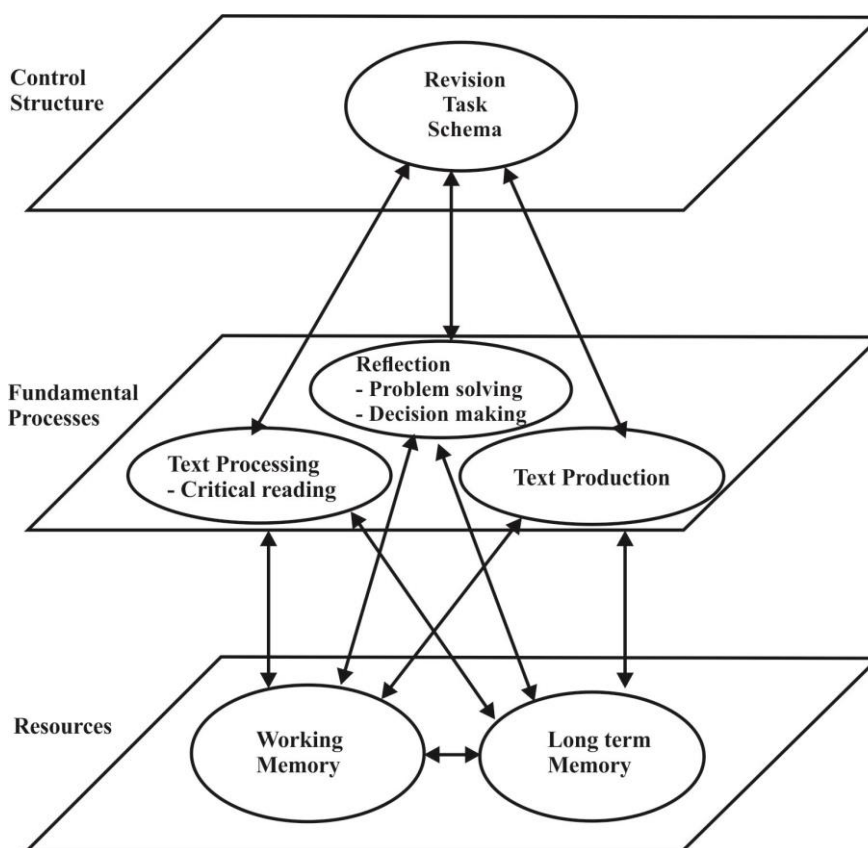 Control
Structure
Revision
Task
Schema
Fundamental
Processes
Reflection
- Problem solving
- Decision making
Text Processing
- Critical reading
Text Production
Resources
Working
Memory
Long term
Memory